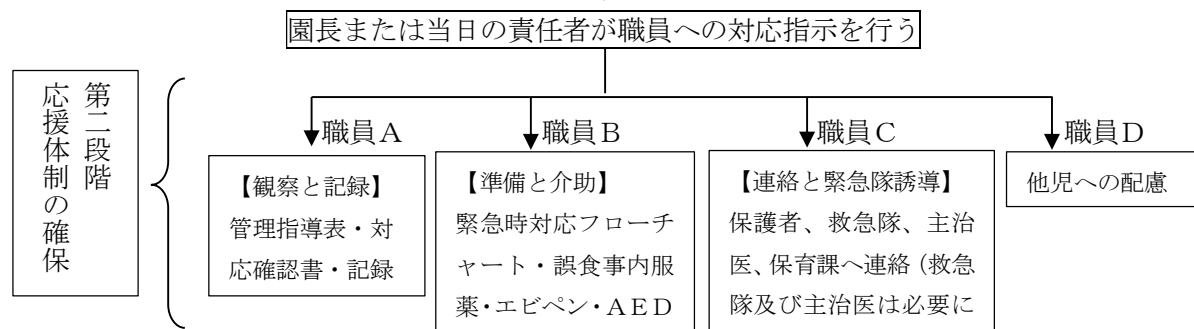 園長または当日の責任者が職員への対応指示を行う
第二段階
応援体制の確保
職員A
【観察と記録】
管理指導表・対
応確認書・記録
職員B
【準備と介助】
緊急時対応フローチ
ャート・誤食事内服
薬・エビペン・AED
職員C
【連絡と緊急隊誘導】
保護者、救急隊、主治
医、保育課へ連絡(救急
隊及び主治医は必要に
職員D
他児への配慮